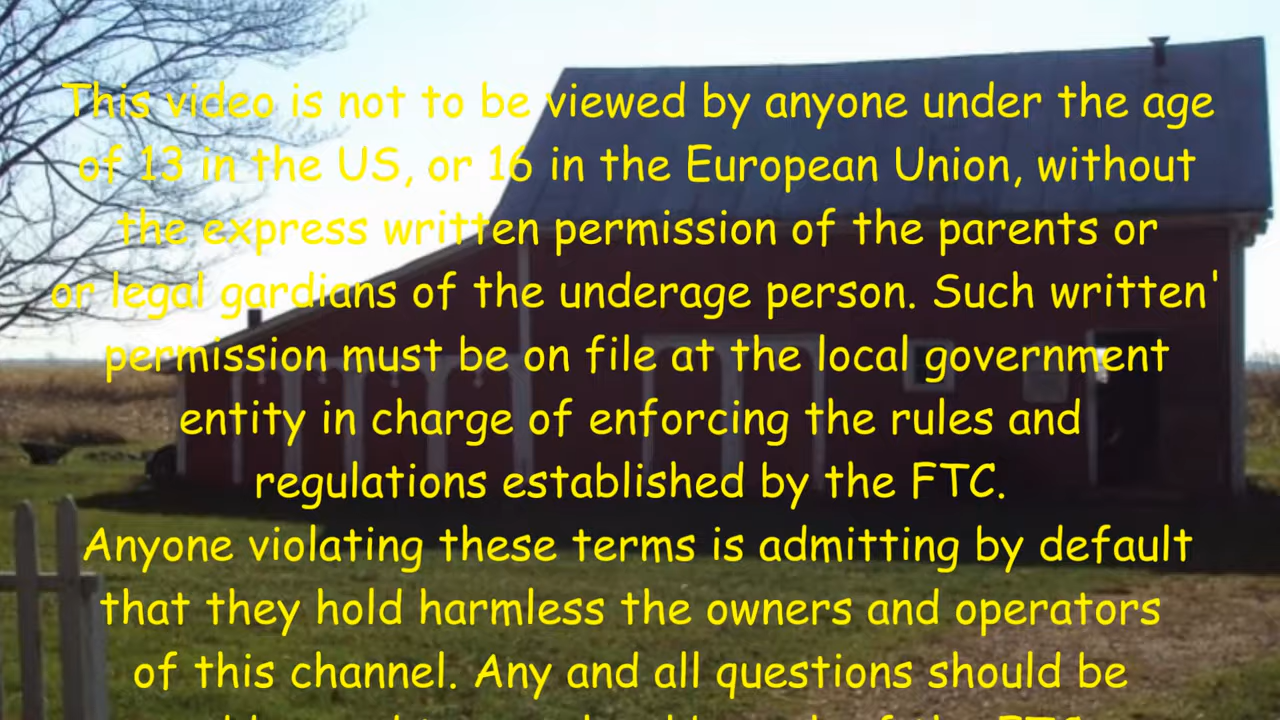 This video is not to be viewed by anyone under the age
of 13 in the US, or 16 in the European Union, without
the express written permission of the parents or
or legal gardians of the underage person. Such written'
permission must be on file at the local government
entity in charge of enforcing the rules and
regulations established by the FTC.
Anyone violating these terms is admitting by default
that they hold harmless the owners and operators
of this channel. Any and all questions should be
of the FTC